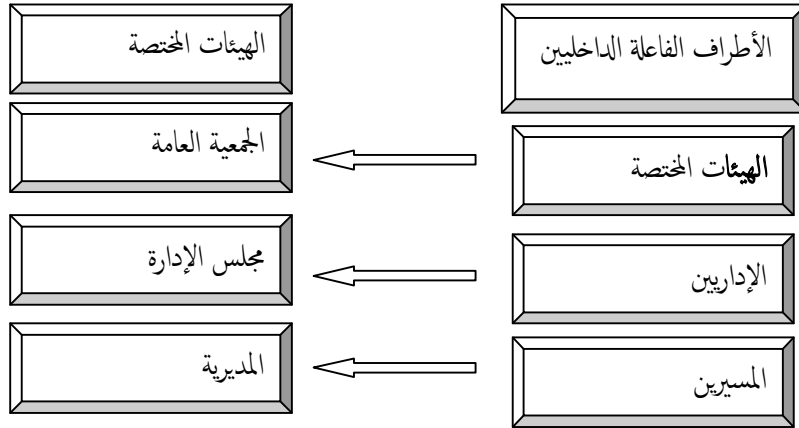 الأطراف الفاعلة الداخليين
الهيئات المختصة
الهيئات المختصة
الجمعية العامة
الإداريين
مجلس الإدارة
المسيرين
المديرية